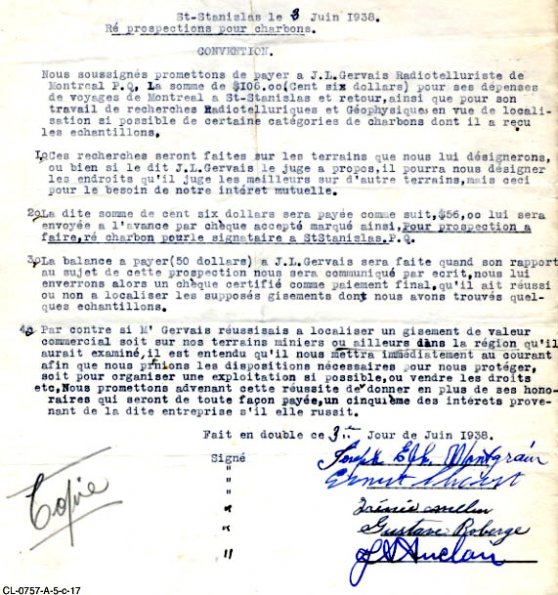 St-Stanislas le 3 Juin 1938.
Ré prospections pour charbons.
CONVENTION.
Nous soussignés promettons de payer a J.L.Gervais Radiotelluriste de
Montreal P.Q, La somme de $106.oo(Cent six dollars) pour ses dépenses
de voyages de Montreal a St-Stanislas et retour,ainsi que pour son
travail de recherches Radiotelluriques et Géophysique,en vue de locali-
sation si possible de certaine catégories de charbons dont il a reçu
les echantillons.
1oCes recherches seront faites sur les terrains que nous lui désignerons,
ou bien si le dit J.L.Gervais le juge a propos,il pourra nous désigner
les endroits qu'il juge les meilleurs sur d'autre terrains,mais ceci
pour le besoin de notre intéret mutuelle.
2oLa dite somme de cent six dollars sera payée comme suit,$56,oo lui sera
envoyée a l'avance par chèque accepté marqué ainsi,Pour prospection a
faire,ré charbon pourle signataire a StStanislas.P.Q.
3oLa balance a payer(50 dollars) a J.L.Gervais sera faite quand son rapport
au sujet de cette prospection nous sera communiqué par ecrit,nous lui
enverrons alors un chèque certifié comme paiement final,qu'il ait réussi
ou non a localiser les supposés gisements dont nous avons trouvés quel-
ques echantillons.
4o Par contre si M' Gervais réussisais a localiser un gisement de valeur
commercial soit sur nos terrains miniers ou ailleurs dans la région qu'il
aurait examiné,il est entendu qu'il nous mettra immédiatement au courant
afin que nous prnions les dispositions nécessaires pour nous protéger,
soit pour organiser une exploitation si possible,ou vendre les droits
etc,Nous promettons advenant cette réussite de donner en plus de ses hono-
raires qui seront de toute façon payée,un cinquième des intérets prove-
nant de la dite entreprise s'il elle russit.
Fait en double ce 3 Jour de Juin 1938.
Signé
" 
"
"
"
"
Gustave Roberge
Copie
CL-0757-A-5-c-17